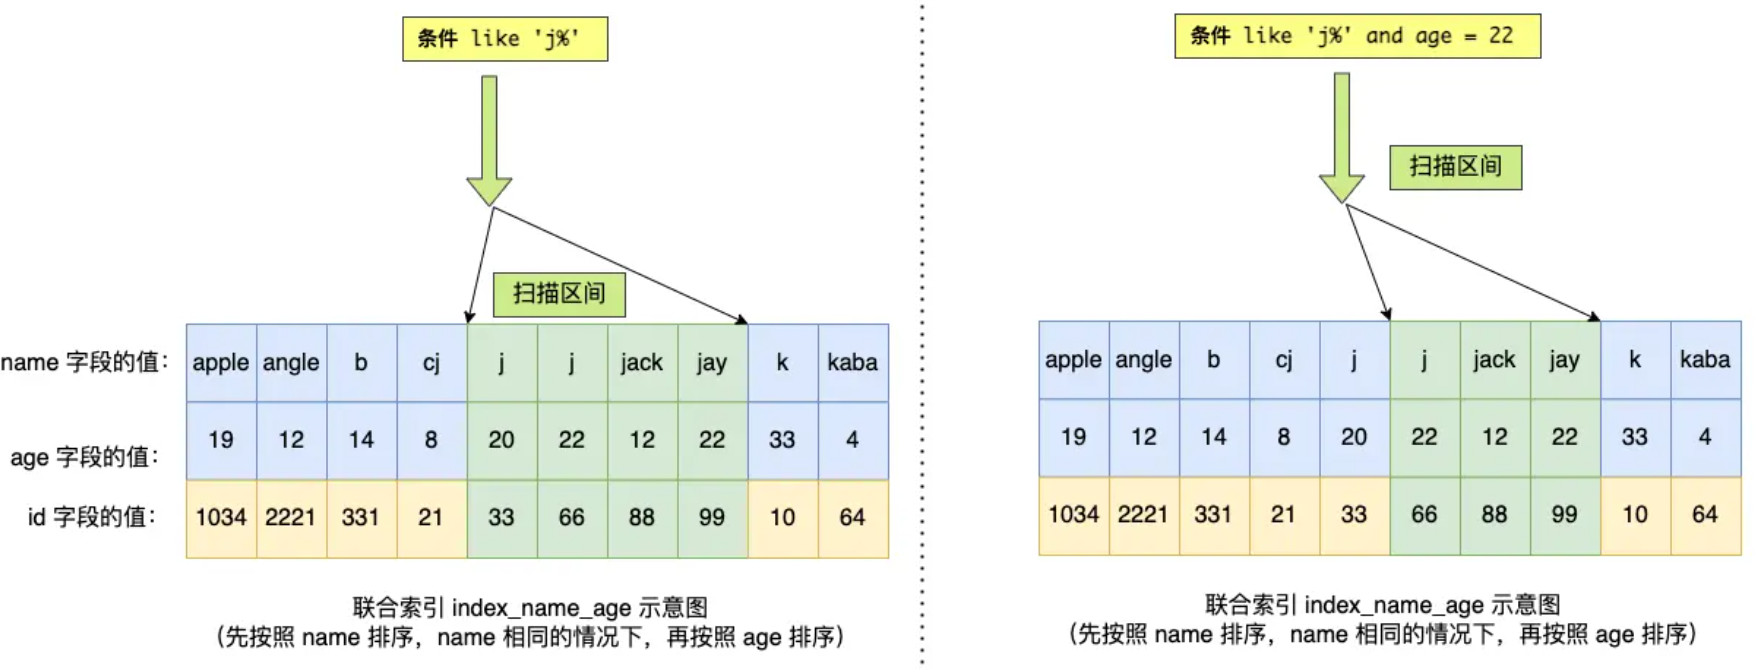 条件 like 'j%'
扫描区间
name 字段的值： apple angle b cj j j jack jay k kaba
age 字段的值： 19 12 14 8 20 22 12 22 33 4
id 字段的值： 1034 2221 331 21 33 66 88 99 10 64
联合索引 index_name_age 示意图
（先按照 name 排序，name 相同的情况下，再按照 age 排序）
条件 like 'j%' and age = 22
扫描区间
apple angle b cj j j jack jay k kaba
19 12 14 8 20 22 12 22 33 4
1034 2221 331 21 33 66 88 99 10 64
联合索引 index_name_age 示意图
（先按照 name 排序，name 相同的情况下，再按照 age 排序）